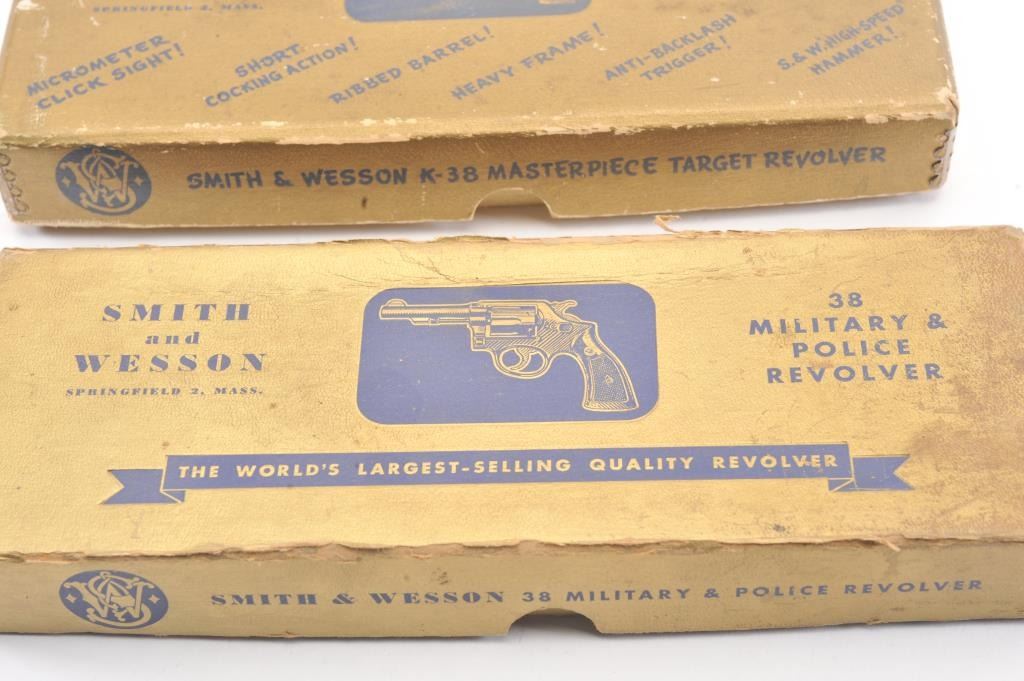 SPRINGFIELD 2, MASS.
MICROMETER
CLICK SIGHT!
SHORT
COCKING ACTION!
RIBBED BARREL!
HEAVY FRAME!
ANTI-BACKLASH
TRIGGER!
S.&W. HIGH-SPEED
HAMMER!
SMITH & WESSON K-38 MASTERPIECE TARGET REVOLVER
SMITH
and
WESSON
SPRINGFIELD 2, MASS.
38
MILITARY &
POLICE
REVOLVER
THE WORLD'S LARGEST-SELLING QUALITY REVOLVER
SMITH & WESSON 38 MILITARY & POLICE REVOLVER